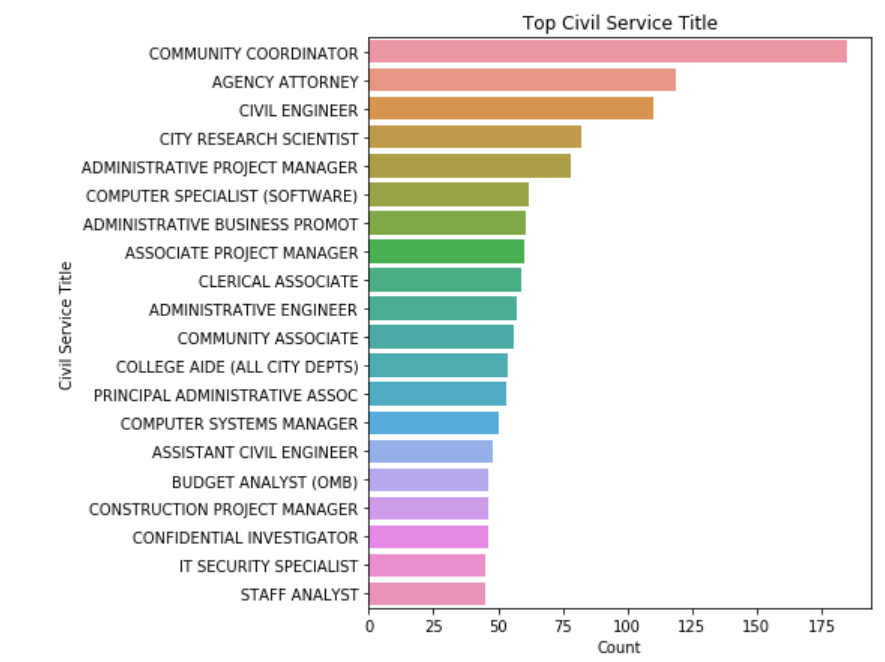 Top Civil Service Title
COMMUNITY COORDINATOR
AGENCY ATTORNEY
CIVIL ENGINEER
CITY RESEARCH SCIENTIST
ADMINISTRATIVE PROJECT MANAGER
COMPUTER SPECIALIST (SOFTWARE)
ADMINISTRATIVE BUSINESS PROMOT
ASSOCIATE PROJECT MANAGER
CLERICAL ASSOCIATE
ADMINISTRATIVE ENGINEER
COMMUNITY ASSOCIATE
COLLEGE AIDE (ALL CITY DEPTS)
PRINCIPAL ADMINISTRATIVE ASSOC
COMPUTER SYSTEMS MANAGER
ASSISTANT CIVIL ENGINEER
BUDGET ANALYST (OMB)
CONSTRUCTION PROJECT MANAGER
CONFIDENTIAL INVESTIGATOR
IT SECURITY SPECIALIST
STAFF ANALYST
Civil Service Title
0 25 50 75 100 125 150 175
Count